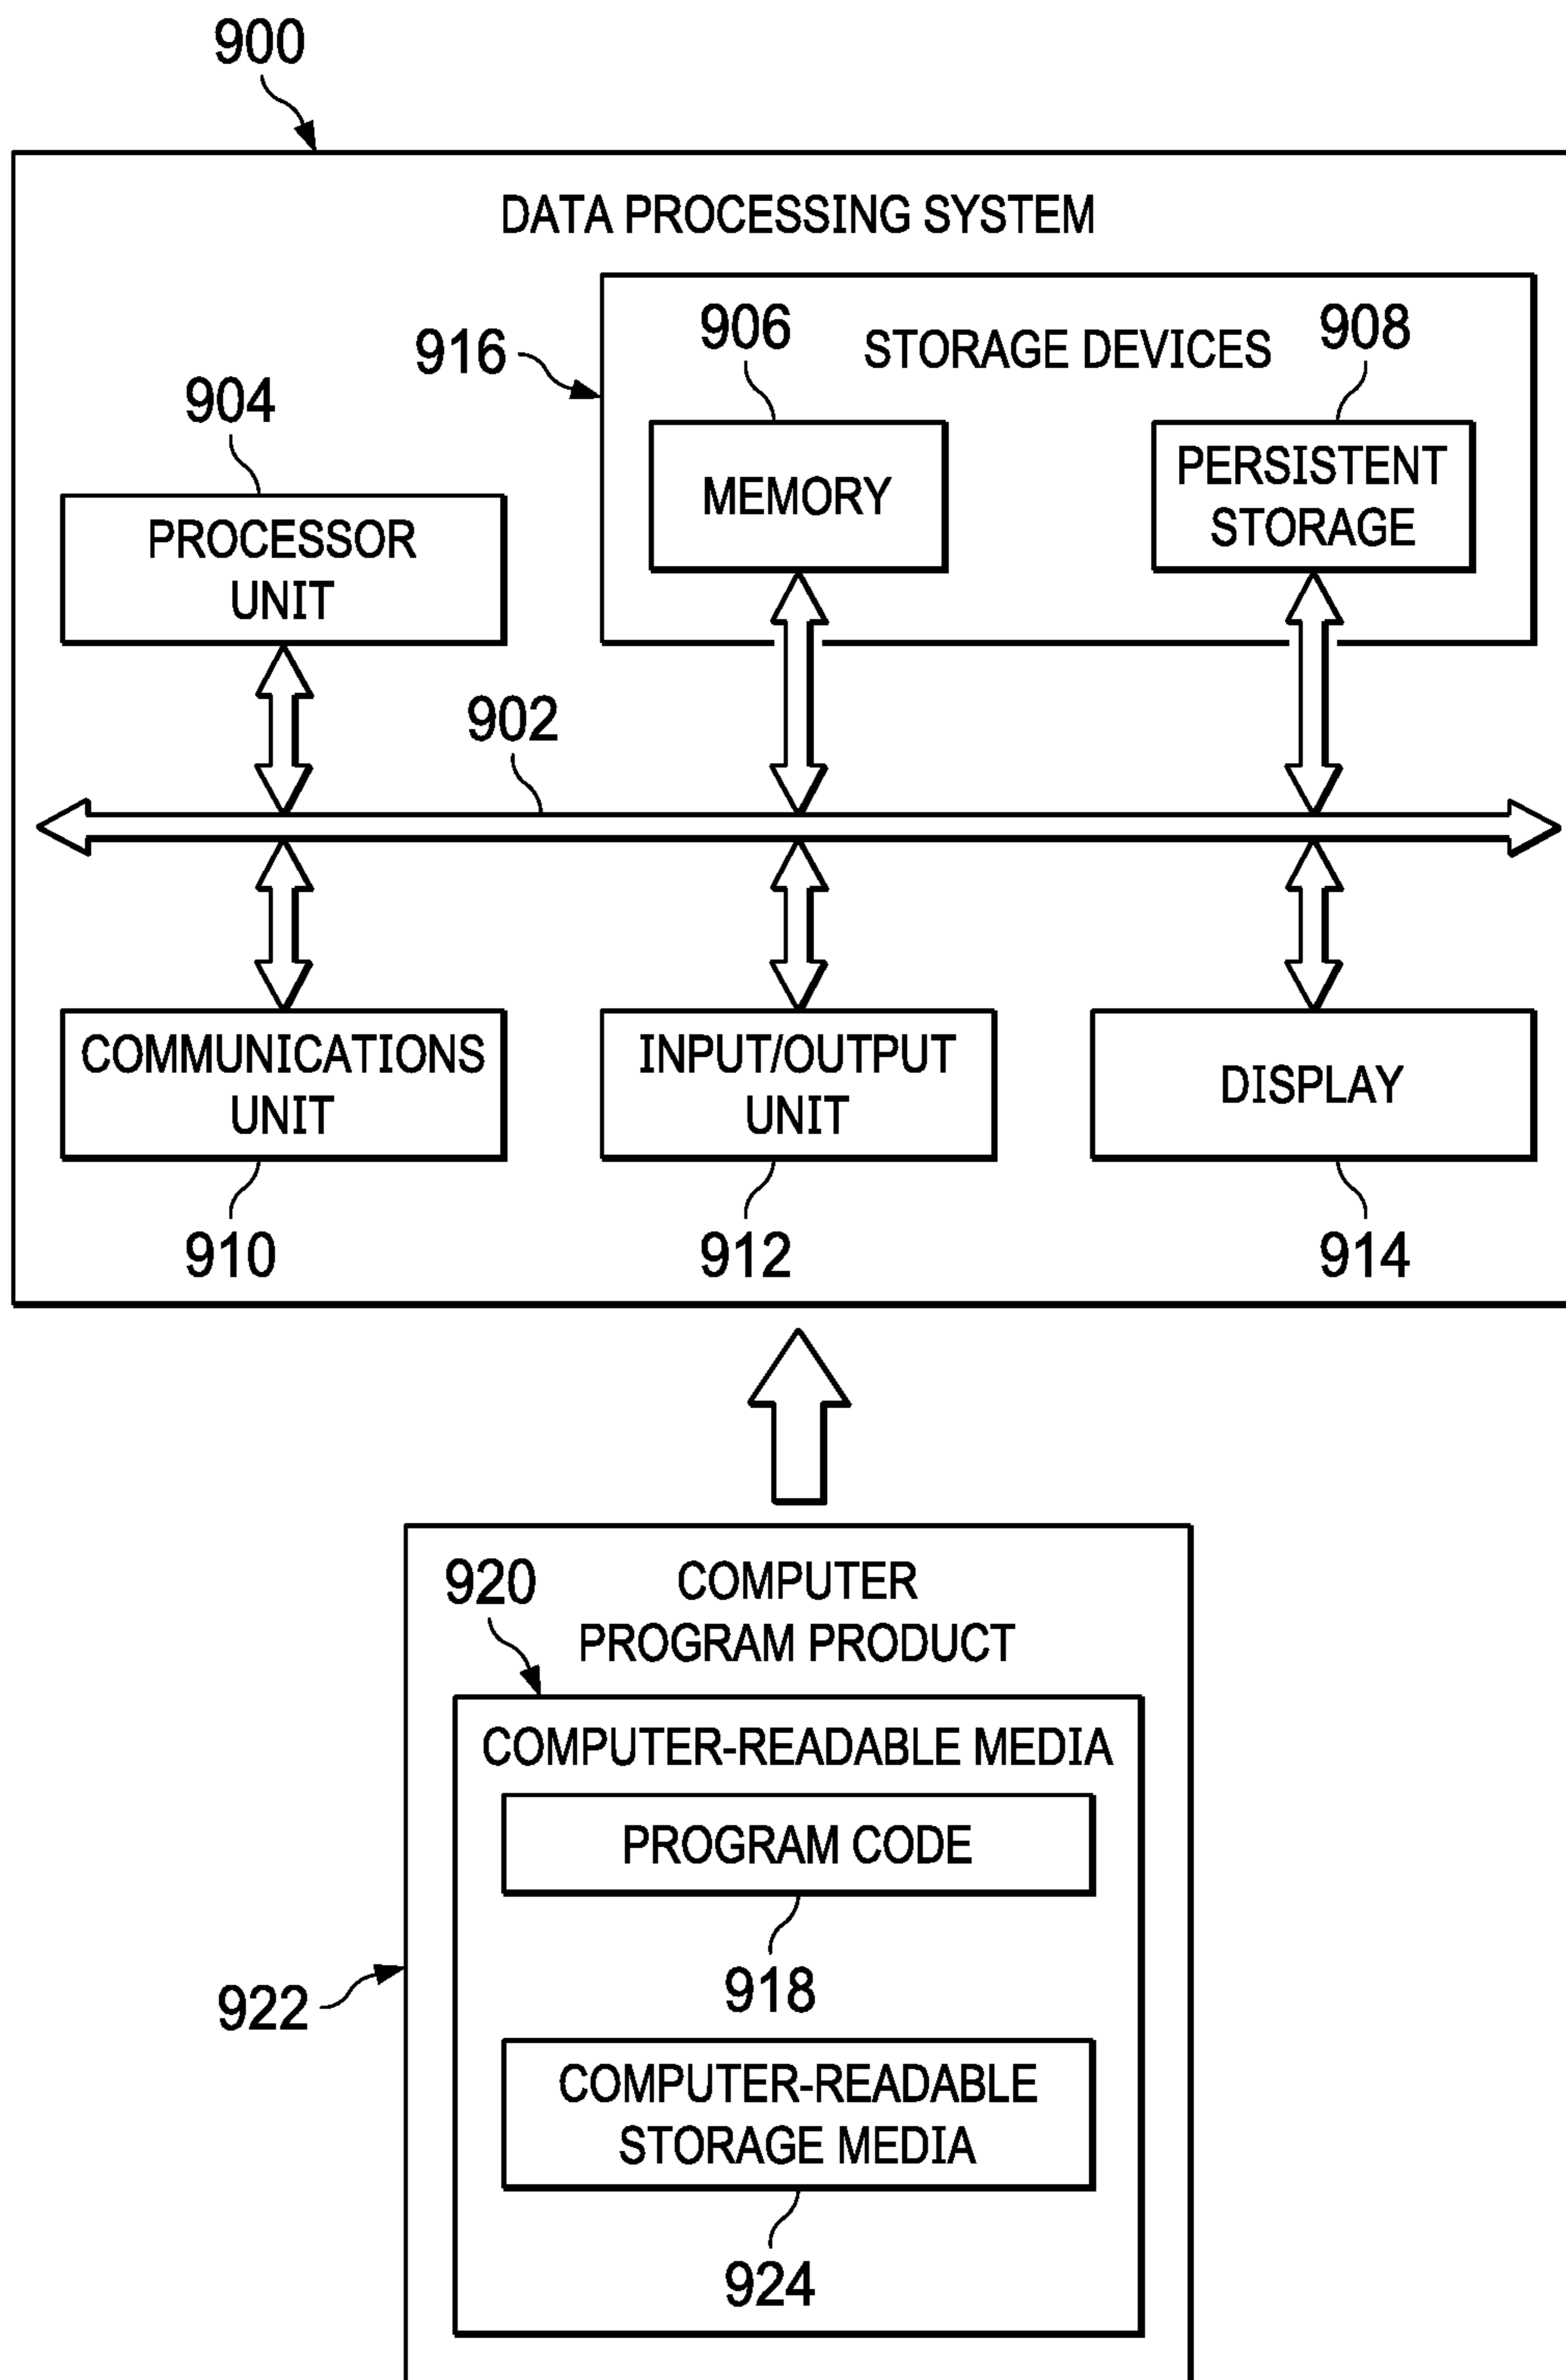 900
DATA PROCESSING SYSTEM
916
906
STORAGE DEVICES
908
904
MEMORY
PERSISTENT
STORAGE
PROCESSOR
UNIT
902
COMMUNICATIONS
UNIT
INPUT/OUTPUT
UNIT
DISPLAY
910
912
914
920
COMPUTER
PROGRAM PRODUCT
COMPUTER-READABLE MEDIA
PROGRAM CODE
918
922
COMPUTER-READABLE
STORAGE MEDIA
924